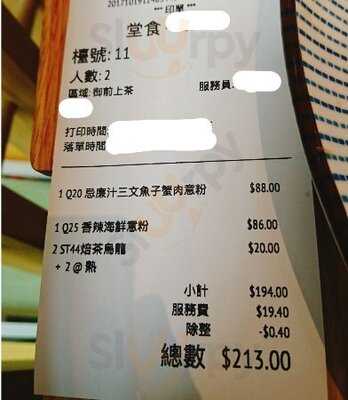 *** 印單
堂食
檯號: 11
人數: 2
區域: 御前上茶 服務員:
打印時間:
落單時間
1 Q20 忌廉汁三文魚子蟹肉意粉 $88.00
1 Q25 香辣海鮮意粉 $86.00
2 ST44焙茶烏龍 $20.00
+ 2 @ 熱
小計 $194.00
服務費 $19.40
除整 -$0.40
總數 $213.00